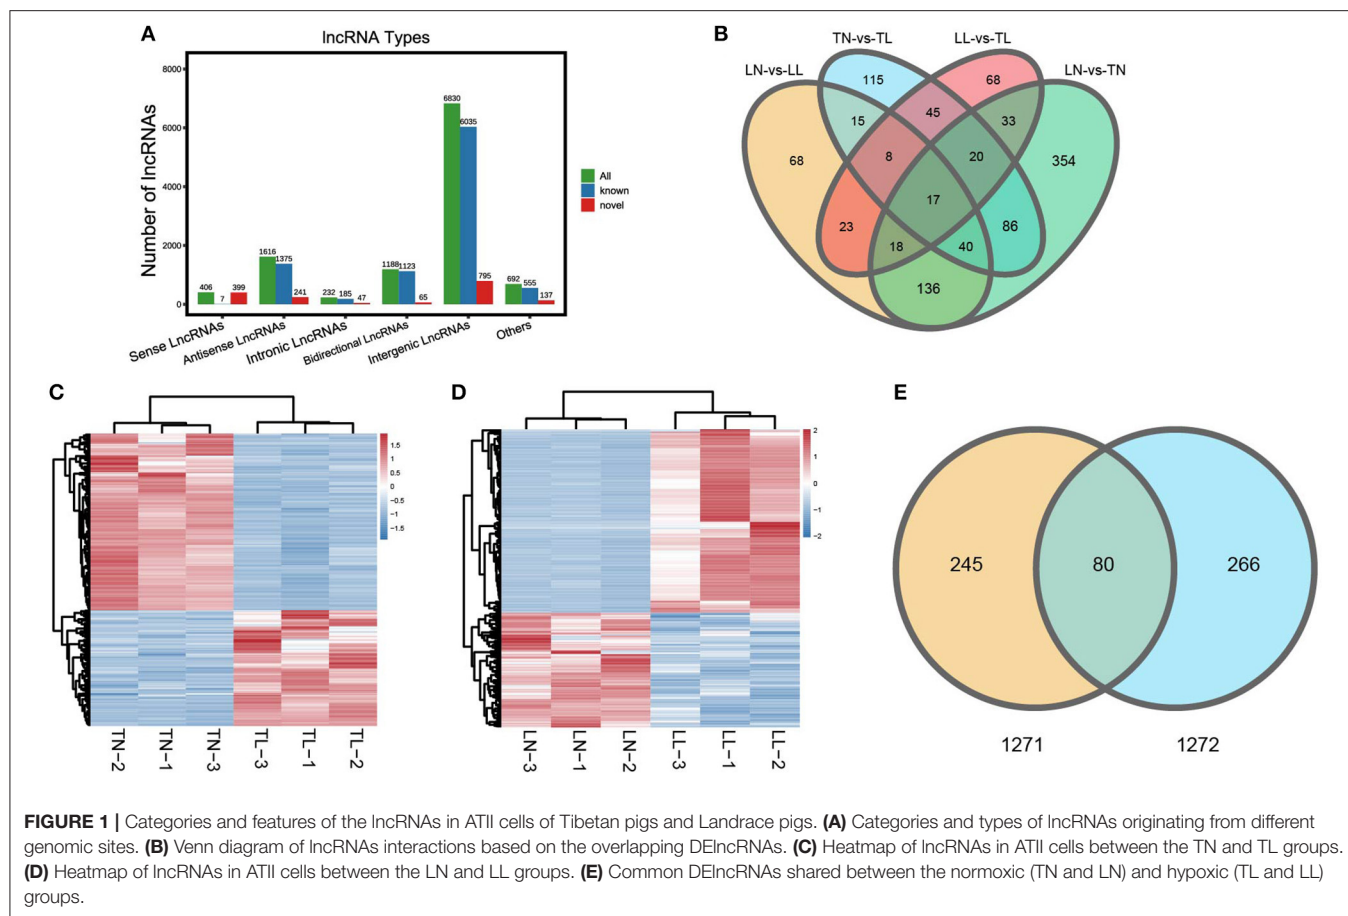 A
lncRNA Types
Number of lncRNAs
8000
6000
4000
2000
0
406
7
399
1616
1375
241
232
185
47
1188
1123
65
6830
6035
795
692
555
137
Sense LncRNAs
Antisense LncRNAs
Intronic LncRNAs
Bidirectional LncRNAs
Intergenic LncRNAs
Others
All
known
novel
B
TN-vs-TL
LL-vs-TL
LN-vs-LL
LN-vs-TN
115
68
15
45
33
68
8
20
354
17
23
86
18
40
136
C
1.5
0.5
−0.5
−1.5
TN−2
TN−1
TN−3
TL−3
TL−1
TL−2
D
2
1
0
−1
−2
LN−3
LN−1
LN−2
LL−3
LL−1
LL−2
E
245
80
266
1271
1272
FIGURE 1 | Categories and features of the lncRNAs in ATII cells of Tibetan pigs and Landrace pigs. (A) Categories and types of lncRNAs originating from different
genomic sites. (B) Venn diagram of lncRNAs interactions based on the overlapping DElncRNAs. (C) Heatmap of lncRNAs in ATII cells between the TN and TL groups.
(D) Heatmap of lncRNAs in ATII cells between the LN and LL groups. (E) Common DElncRNAs shared between the normoxic (TN and LN) and hypoxic (TL and LL)
groups.